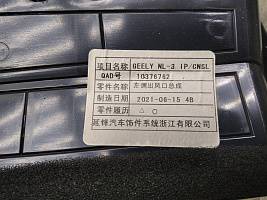 项目名称 GEELY NL-3 IP/CNSL
QAD号 10376762
零件名称 左侧出风口总成
制造日期 2021-06-15 4B
零件履历 △ ○
延锋汽车饰件系统浙江有限公司